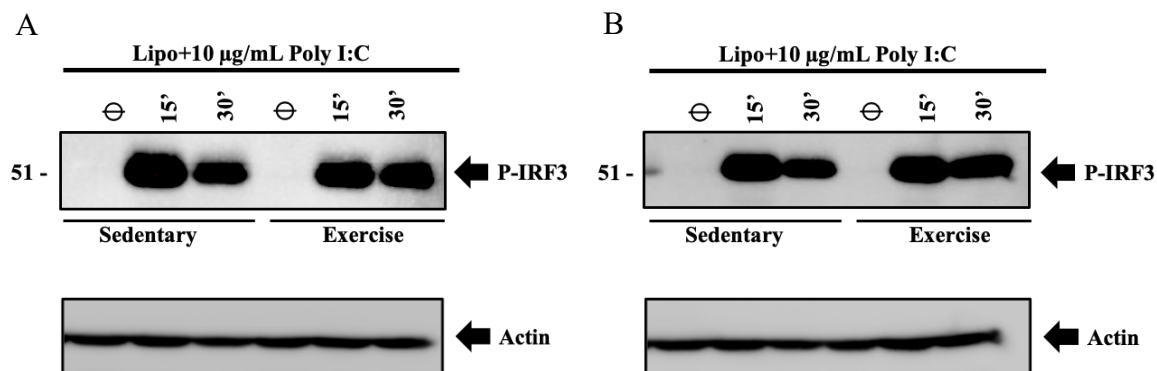 A
Lipo+10 µg/mL Poly I:C
Φ 15’ 30’ Φ 15’ 30’
51 -
P-IRF3
Sedentary Exercise
Actin
B
Lipo+10 µg/mL Poly I:C
Φ 15’ 30’ Φ 15’ 30’
51 -
P-IRF3
Sedentary Exercise
Actin